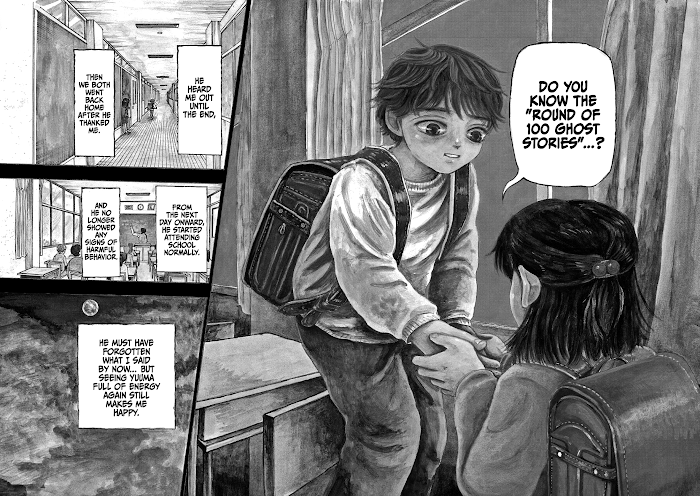 DO YOU
KNOW THE
"ROUND OF
100 GHOST
STORIES"...?
HE
HEARD
ME OUT
UNTIL
THE END,
THEN
WE BOTH
WENT
BACK
HOME
AFTER HE
THANKED
ME.
FROM
THE NEXT
DAY ONWARD,
HE STARTED
ATTENDING
SCHOOL
NORMALLY.
AND
HE NO
LONGER
SHOWED
ANY
SIGNS OF
HARMFUL
BEHAVIOR.
HE MUST HAVE
FORGOTTEN
WHAT I SAID
BY NOW... BUT
SEEING YUUMA
FULL OF ENERGY
AGAIN STILL
MAKES ME
HAPPY.